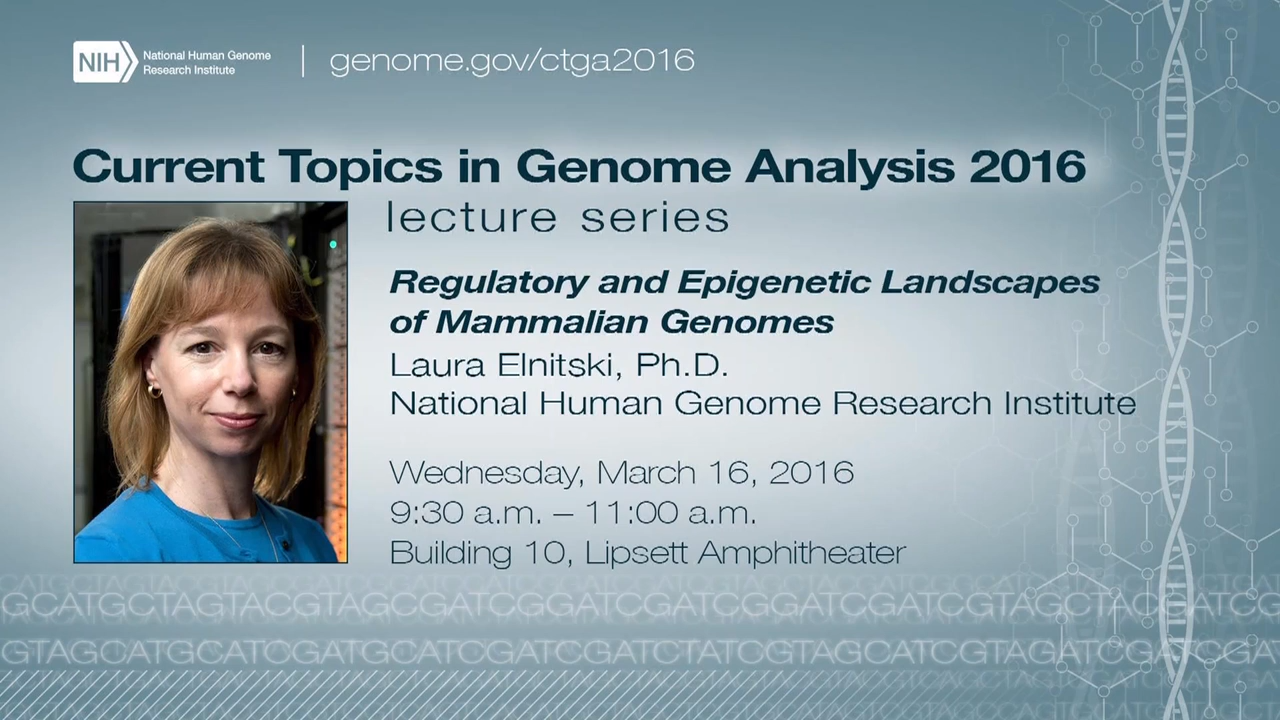 NIH National Human Genome
Research Institute
genome.gov/ctga2016
Current Topics in Genome Analysis 2016
lecture series
Regulatory and Epigenetic Landscapes
of Mammalian Genomes
Laura Elnitski, Ph.D.
National Human Genome Research Institute
Wednesday, March 16, 2016
9:30 a.m. – 11:00 a.m.
Building 10, Lipsett Amphitheater